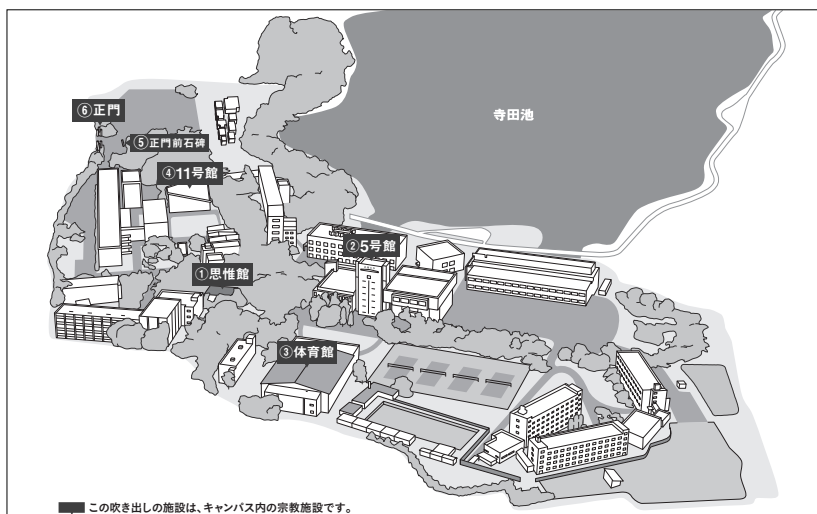 寺田池
⑥正門
⑤正門前石碑
④11号館
②5号館
①思惟館
③体育館
この吹き出しの施設は、キャンパス内の宗教施設です。